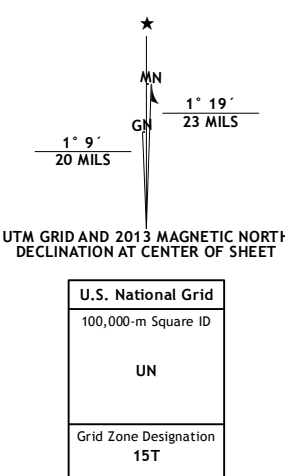 ★
MN
1° 19´
23 MILS
GN
1° 9´
20 MILS
UTM GRID AND 2013 MAGNETIC NORTH
DECLINATION AT CENTER OF SHEET
U.S. National Grid
100,000-m Square ID
UN
Grid Zone Designation
15T